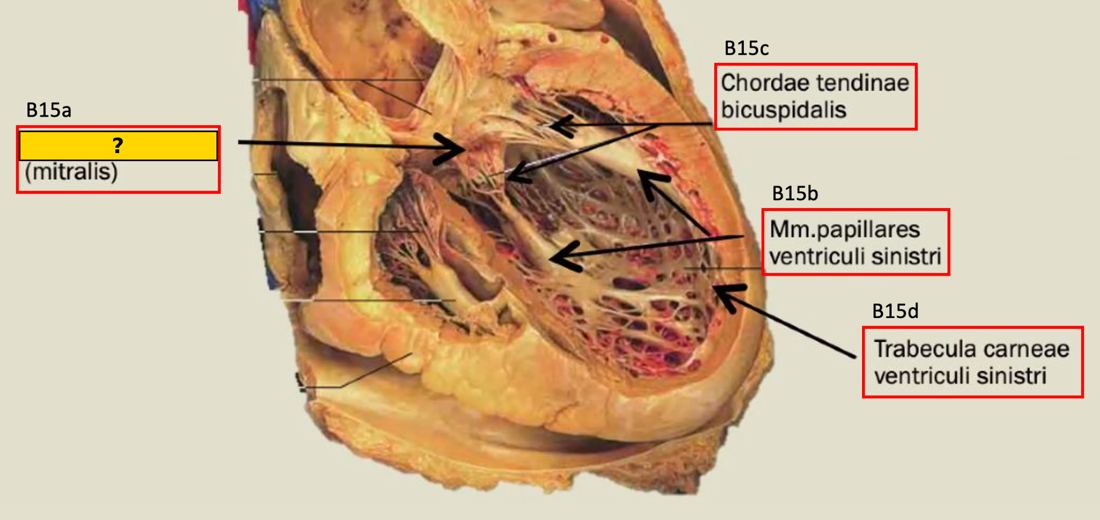 B15c
Chordae tendinae
bicuspidalis
B15a
?
(mitralis)
B15b
Mm.papillares
ventriculi sinistri
B15d
Trabecula carneae
ventriculi sinistri